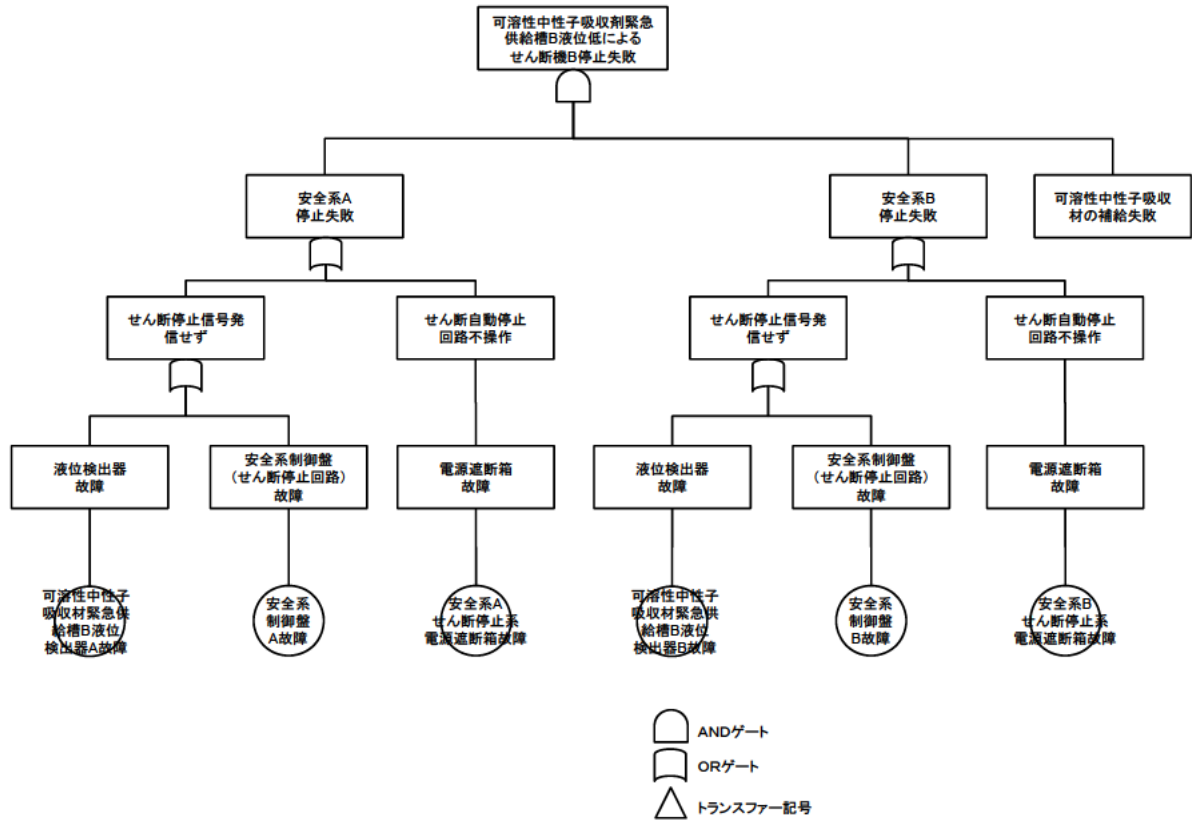 可溶性中性子吸収剤緊急
供給槽B液位低による
せん断機B停止失敗
安全系A
停止失敗
安全系B
停止失敗
可溶性中性子吸収
材の補給失敗
せん断停止信号発
信せず
せん断自動停止
回路不操作
せん断停止信号発
信せず
せん断自動停止
回路不操作
液位検出器
故障
安全系制御盤
（せん断停止回路）
故障
電源遮断箱
故障
液位検出器
故障
安全系制御盤
（せん断停止回路）
故障
電源遮断箱
故障
可溶性中性子
吸収材緊急供
給槽B液位
検出器A故障
安全系
制御盤
A故障
安全系A
せん断停止系
電源遮断箱故障
可溶性中性子
吸収材緊急供
給槽B液位
検出器B故障
安全系
制御盤
B故障
安全系B
せん断停止系
電源遮断箱故障
ANDゲート
ORゲート
トランスファー記号